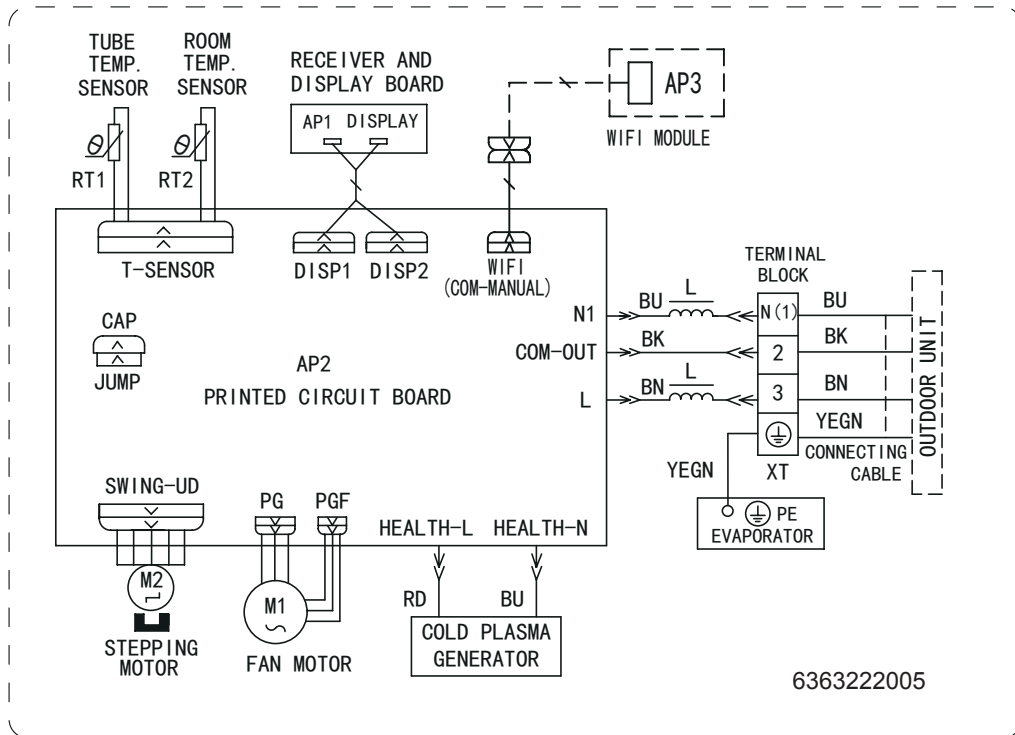 TUBE
TEMP.
SENSOR
ROOM
TEMP.
SENSOR
RECEIVER AND
DISPLAY BOARD
AP1 DISPLAY
AP3
WIFI MODULE
θ
RT1
θ
RT2
T-SENSOR
DISP1
DISP2
WIFI
(COM-MANUAL)
TERMINAL
BLOCK
CAP
JUMP
AP2
PRINTED CIRCUIT BOARD
N1
BU
L
N(1)
BU
COM-OUT
BK
2
BK
L
BN
L
3
BN
YEGN
CONNECTING
CABLE
OUTDOOR UNIT
XT
YEGN
PE
EVAPORATOR
SWING-UD
PG
PGF
HEALTH-L
HEALTH-N
M2
STEPPING
MOTOR
M1
FAN MOTOR
RD
BU
COLD PLASMA
GENERATOR
6363222005